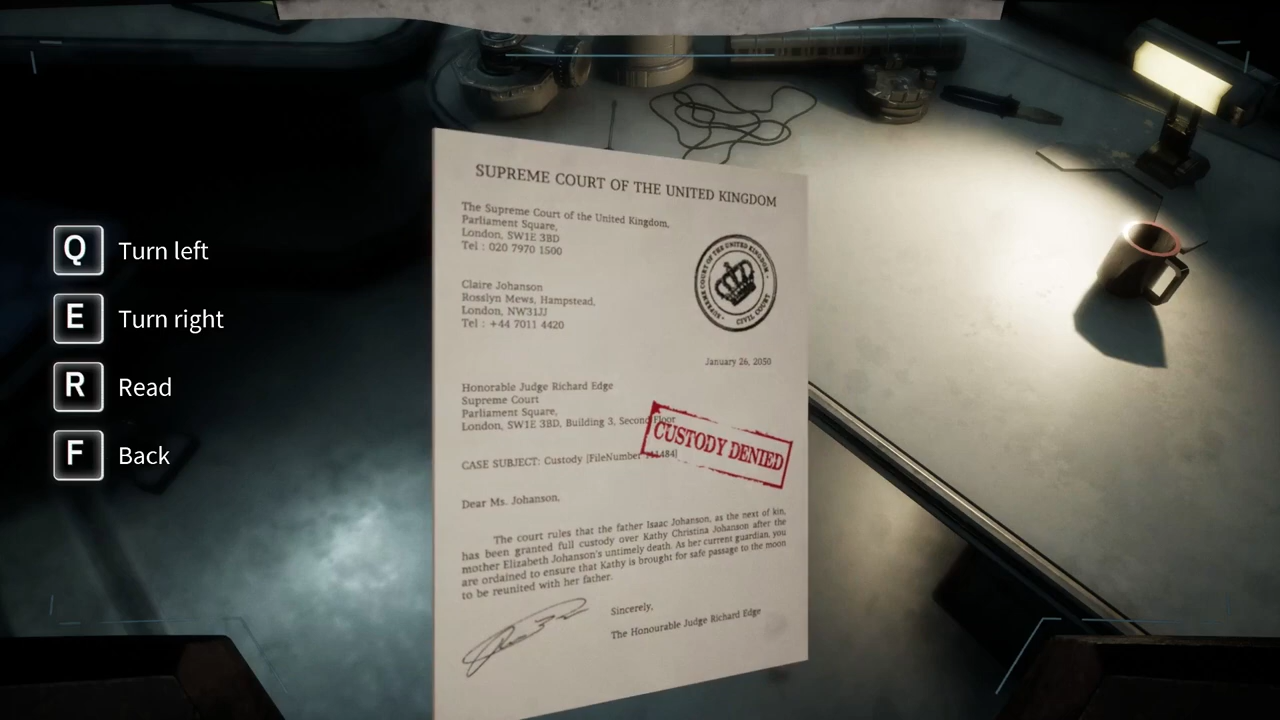 Q Turn left
E Turn right
R Read
F Back
SUPREME COURT OF THE UNITED KINGDOM
The Supreme Court of the United Kingdom,
Parliament Square,
London, SW1E 3BD
Tel : 020 7970 1500
SUPREME COURT OF THE UNITED KINGDOM
CIVIL COURTS
Claire Johanson
Rosslyn Mews, Hampstead,
London, NW31JJ
Tel : +44 7011 4420
January 26, 2050
Honorable Judge Richard Edge
Supreme Court
Parliament Square,
London, SW1E 3BD, Building 3, Second Floor
CUSTODY DENIED
CASE SUBJECT: Custody [FileNumber
Dear Ms. Johanson,
The court rules that the father Isaac Johanson, as the next of kin,
has been granted full custody over Kathy Christina Johanson after the
mother Elizabeth Johanson's untimely death. As her current guardian, you
are ordained to ensure that Kathy is brought for safe passage to the moon
to be reunited with her father.
Sincerely,
The Honourable Judge Richard Edge